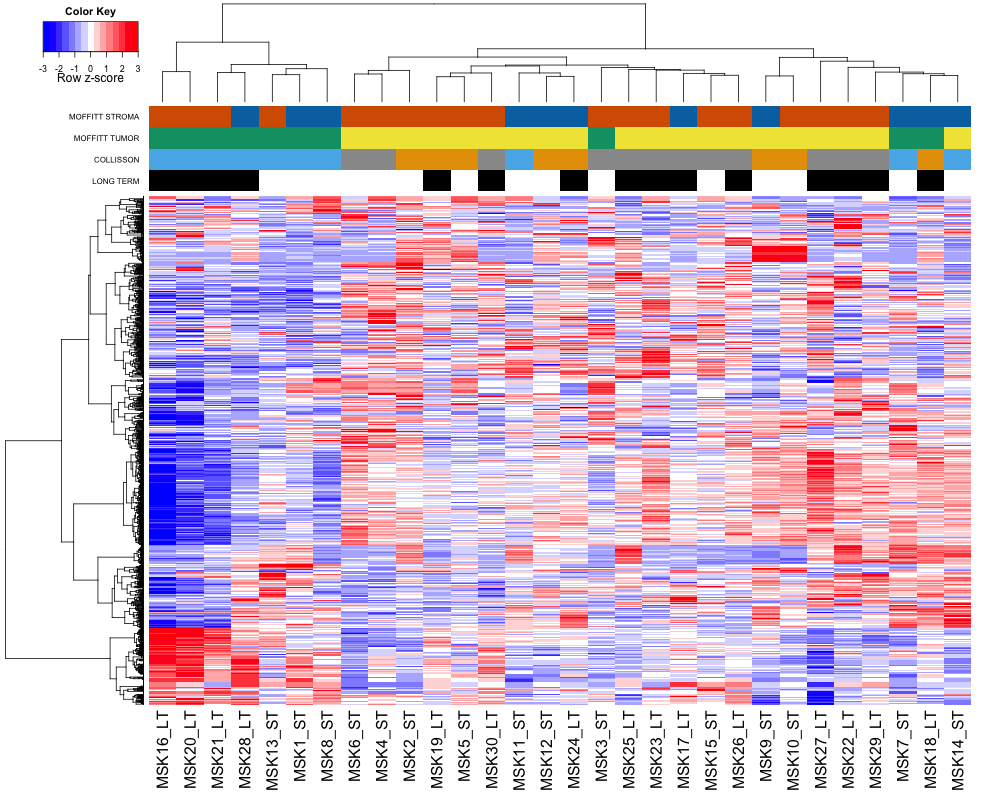 Color Key
-3 -2 -1 0 1 2 3
Row z-score
MOFFITT STROMA
MOFFITT TUMOR
COLLISSON
LONG TERM
MSK16_LT
MSK20_LT
MSK21_LT
MSK28_LT
MSK13_ST
MSK1_ST
MSK8_ST
MSK6_ST
MSK4_ST
MSK2_ST
MSK19_LT
MSK5_ST
MSK30_LT
MSK11_ST
MSK12_ST
MSK24_LT
MSK3_ST
MSK25_LT
MSK23_LT
MSK17_LT
MSK15_ST
MSK26_LT
MSK9_ST
MSK10_ST
MSK27_LT
MSK22_LT
MSK29_LT
MSK7_ST
MSK18_LT
MSK14_ST